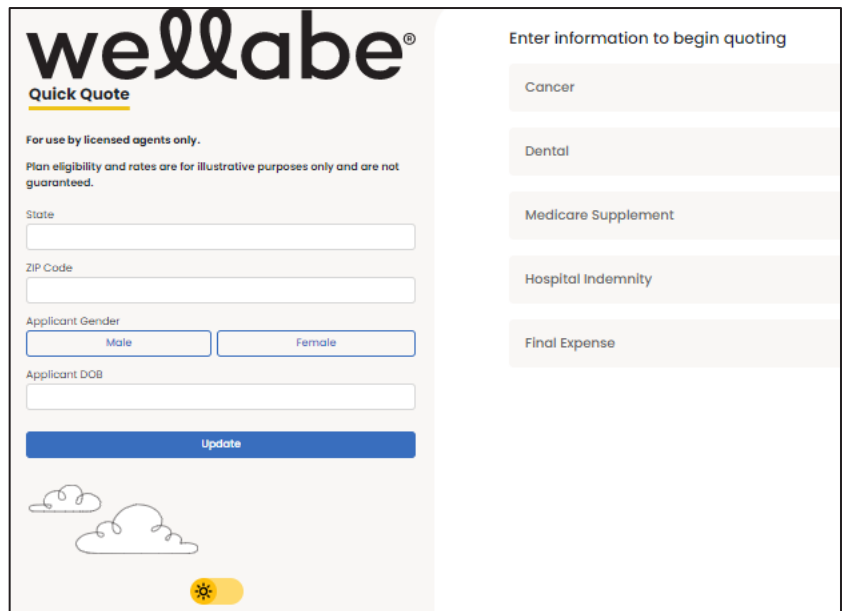 wellabe®
Quick Quote
For use by licensed agents only.
Plan eligibility and rates are for illustrative purposes only and are not
guaranteed.
State
ZIP Code
Applicant Gender
Male
Female
Applicant DOB
Update
Enter information to begin quoting
Cancer
Dental
Medicare Supplement
Hospital Indemnity
Final Expense